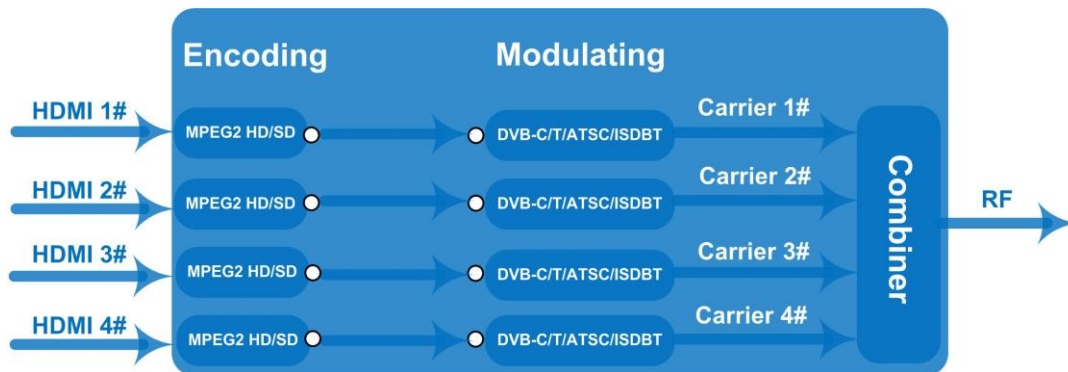 Encoding
Modulating
HDMI 1#
MPEG2 HD/SD
DVB-C/T/ATSC/ISDBT
Carrier 1#
HDMI 2#
MPEG2 HD/SD
DVB-C/T/ATSC/ISDBT
Carrier 2#
HDMI 3#
MPEG2 HD/SD
DVB-C/T/ATSC/ISDBT
Carrier 3#
HDMI 4#
MPEG2 HD/SD
DVB-C/T/ATSC/ISDBT
Carrier 4#
Combiner
RF